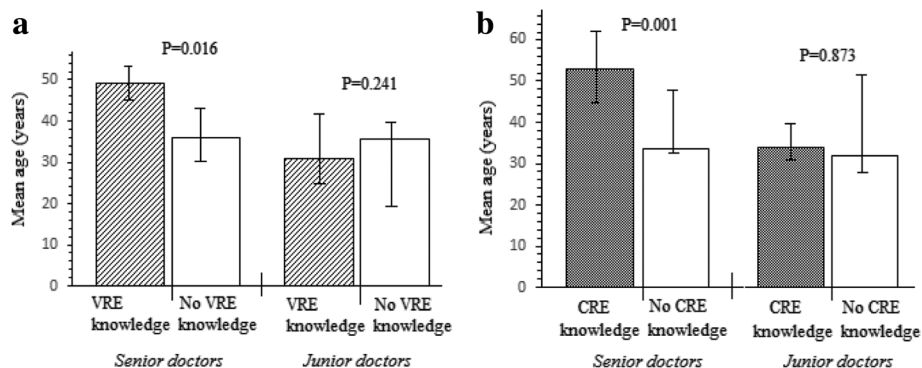 a
P=0.016
P=0.241
Mean age (years)
50
40
30
20
10
0
VRE knowledge
No VRE knowledge
VRE knowledge
No VRE knowledge
Senior doctors
Junior doctors
b
P=0.001
P=0.873
Mean age (years)
60
50
40
30
20
10
0
CRE knowledge
No CRE knowledge
CRE knowledge
No CRE knowledge
Senior doctors
Junior doctors